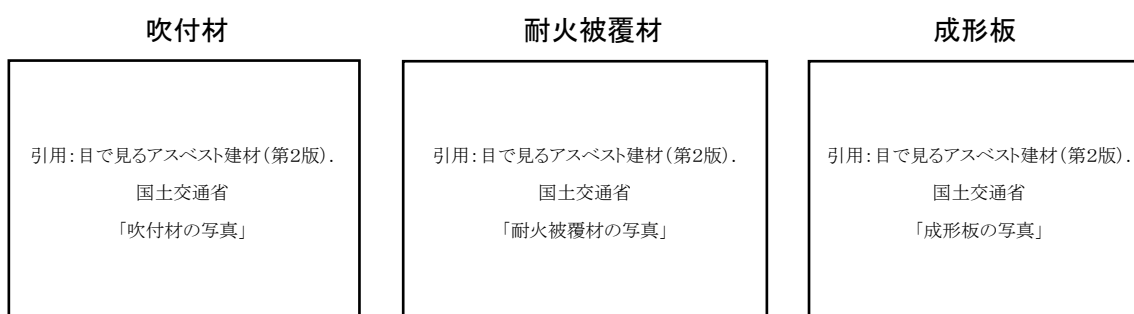 吹付材
耐火被覆材
成形板
引用:目で見るアスベスト建材(第2版).
国土交通省
「吹付材の写真」
引用:目で見るアスベスト建材(第2版).
国土交通省
「耐火被覆材の写真」
引用:目で見るアスベスト建材(第2版).
国土交通省
「成形板の写真」